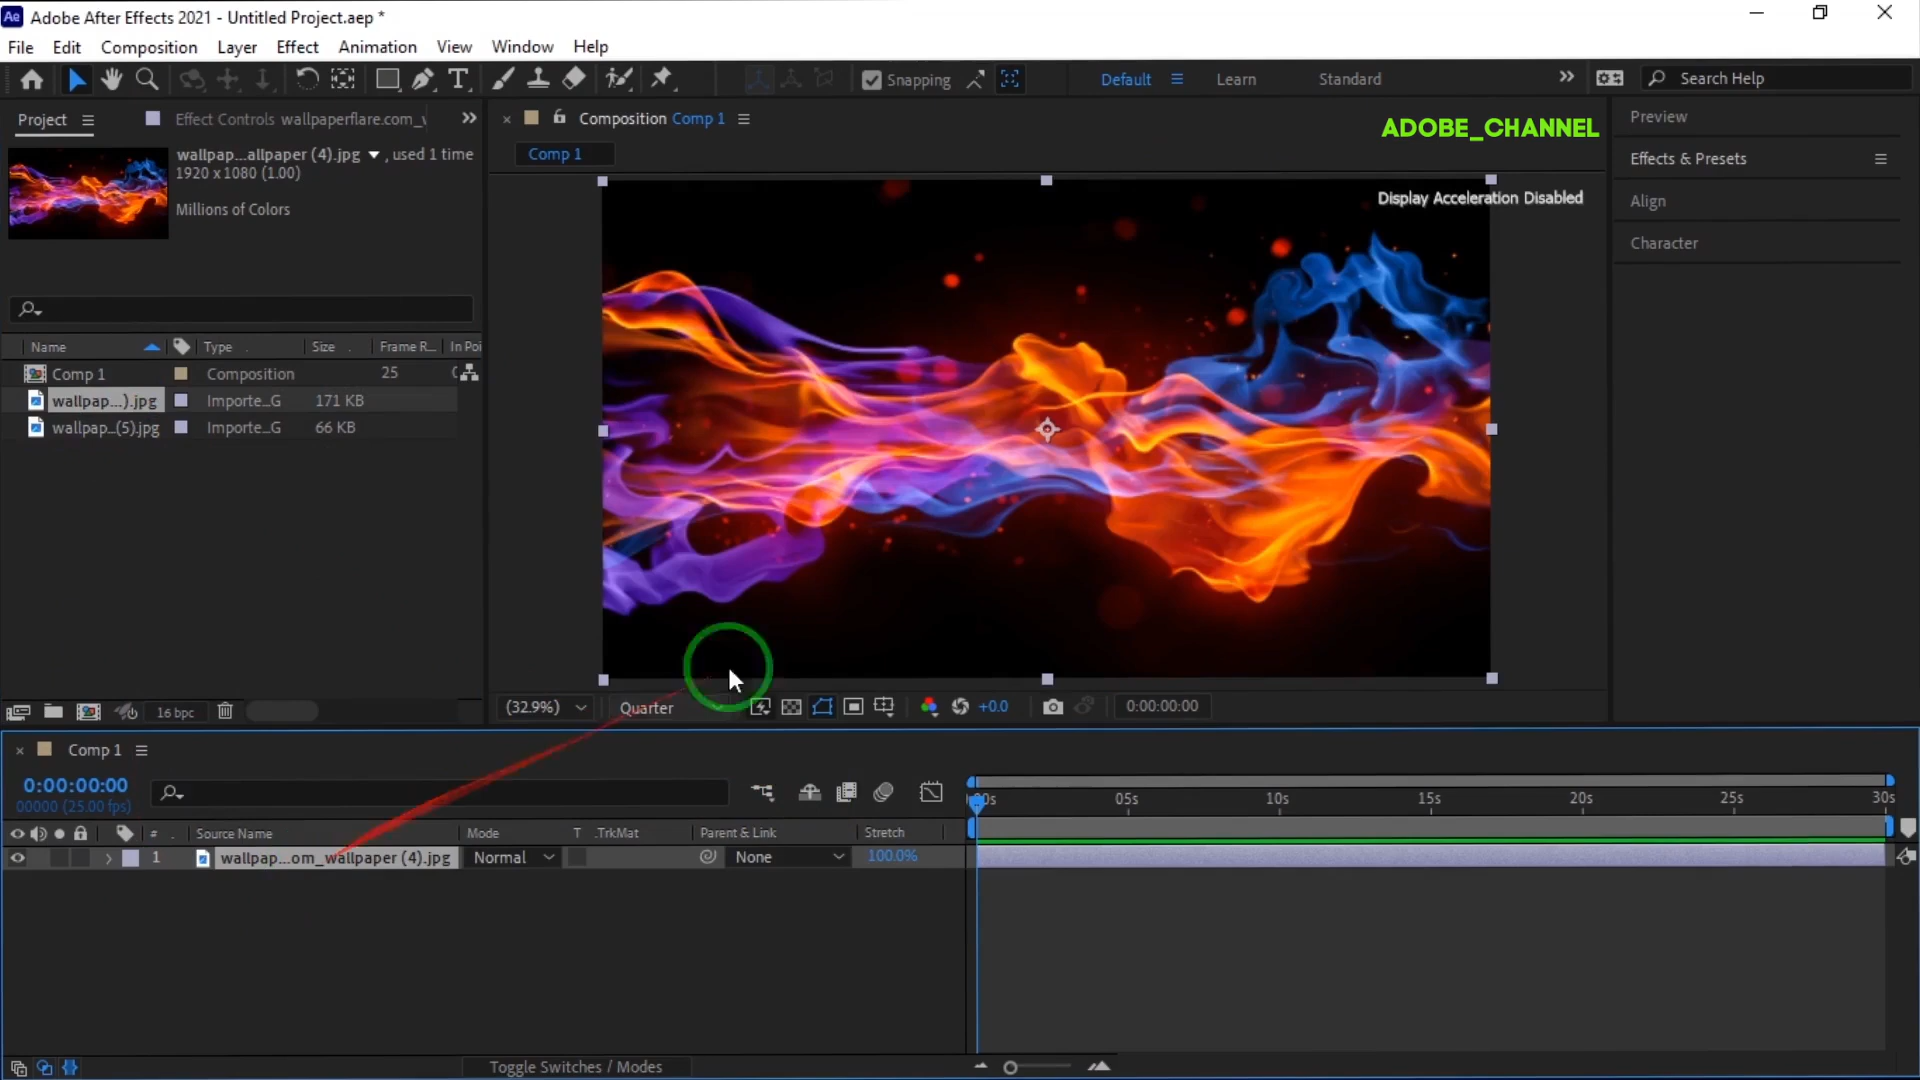 Ae Adobe After Effects 2021 - Untitled Project.aep *
File Edit Composition Layer Effect Animation View Window Help
Snapping Default Learn Standard Search Help
Project Effect Controls wallpaperflare.com_
Composition Comp 1
Comp 1
ADOBE_CHANNEL
Display Acceleration Disabled
Preview
Effects & Presets
Align
Character
wallpap...allpaper (4).jpg , used 1 time
1920 x 1080 (1.00)
Millions of Colors
Name Type Size Frame R... In Poi
Comp 1 Composition 25
wallpap...).jpg Importe...G 171 KB
wallpap...(5).jpg Importe...G 66 KB
16 bpc
(32.9%) Quarter +0.0 0:00:00:00
Comp 1
0:00:00:00
00000 (25.00 fps)
00s 05s 10s 15s 20s 25s 30s
# Source Name Mode T .TrkMat Parent & Link Stretch
1 wallpap...om_wallpaper (4).jpg Normal None 100.0%
Toggle Switches / Modes